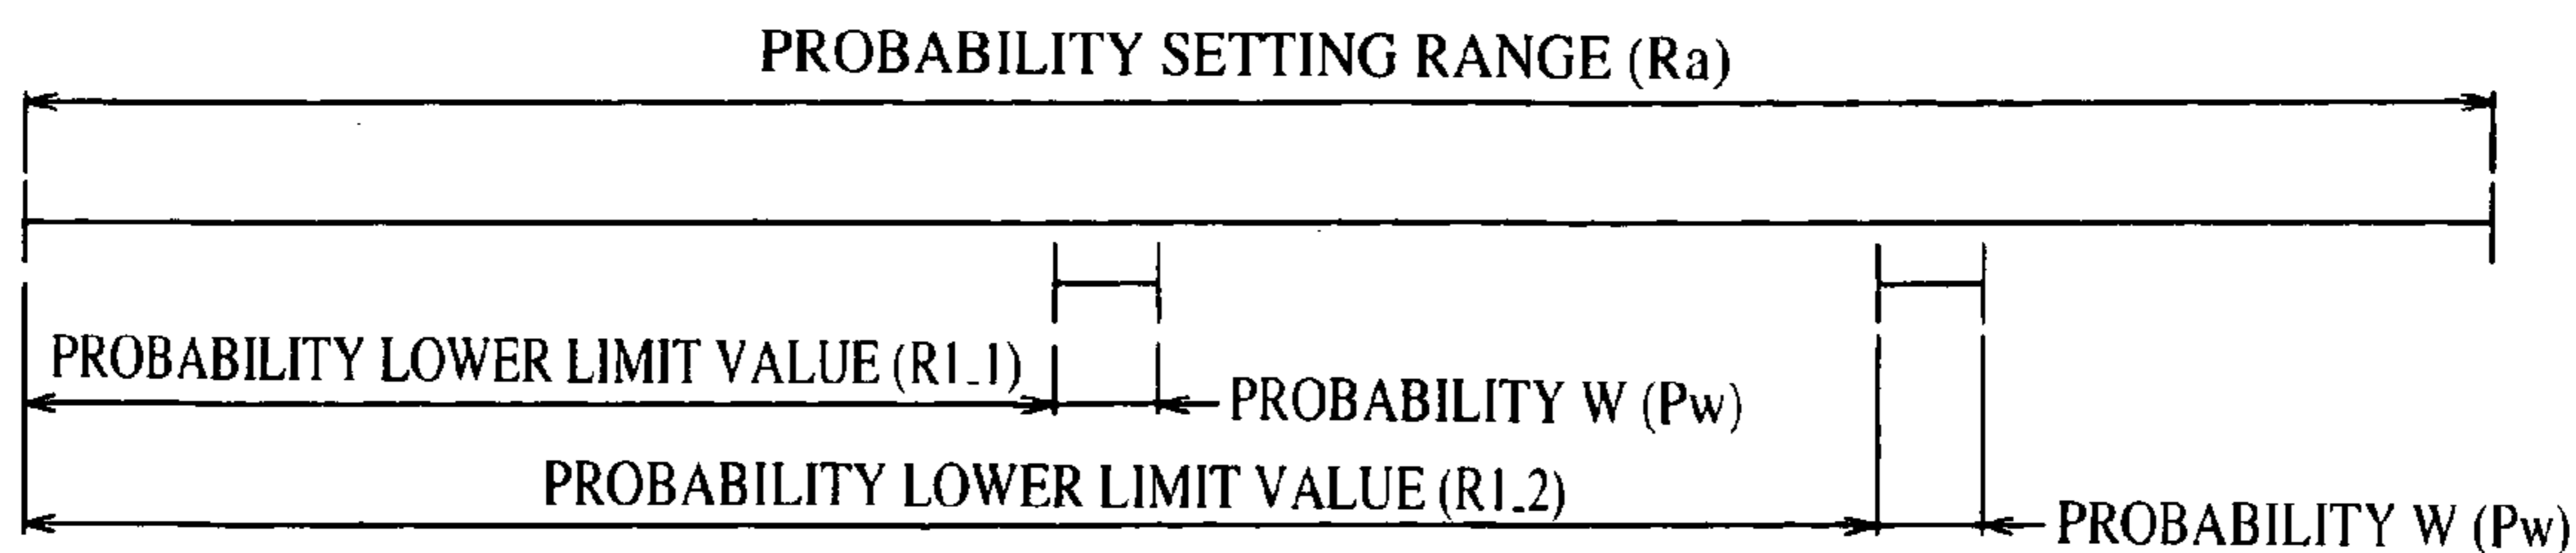 PROBABILITY SETTING RANGE (Ra)
PROBABILITY LOWER LIMIT VALUE (R1_1)
PROBABILITY W (Pw)
PROBABILITY LOWER LIMIT VALUE (R1_2)
PROBABILITY W (Pw)